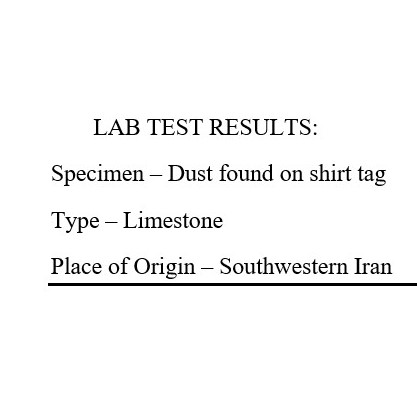 LAB TEST RESULTS:
Specimen – Dust found on shirt tag
Type – Limestone
Place of Origin – Southwestern Iran